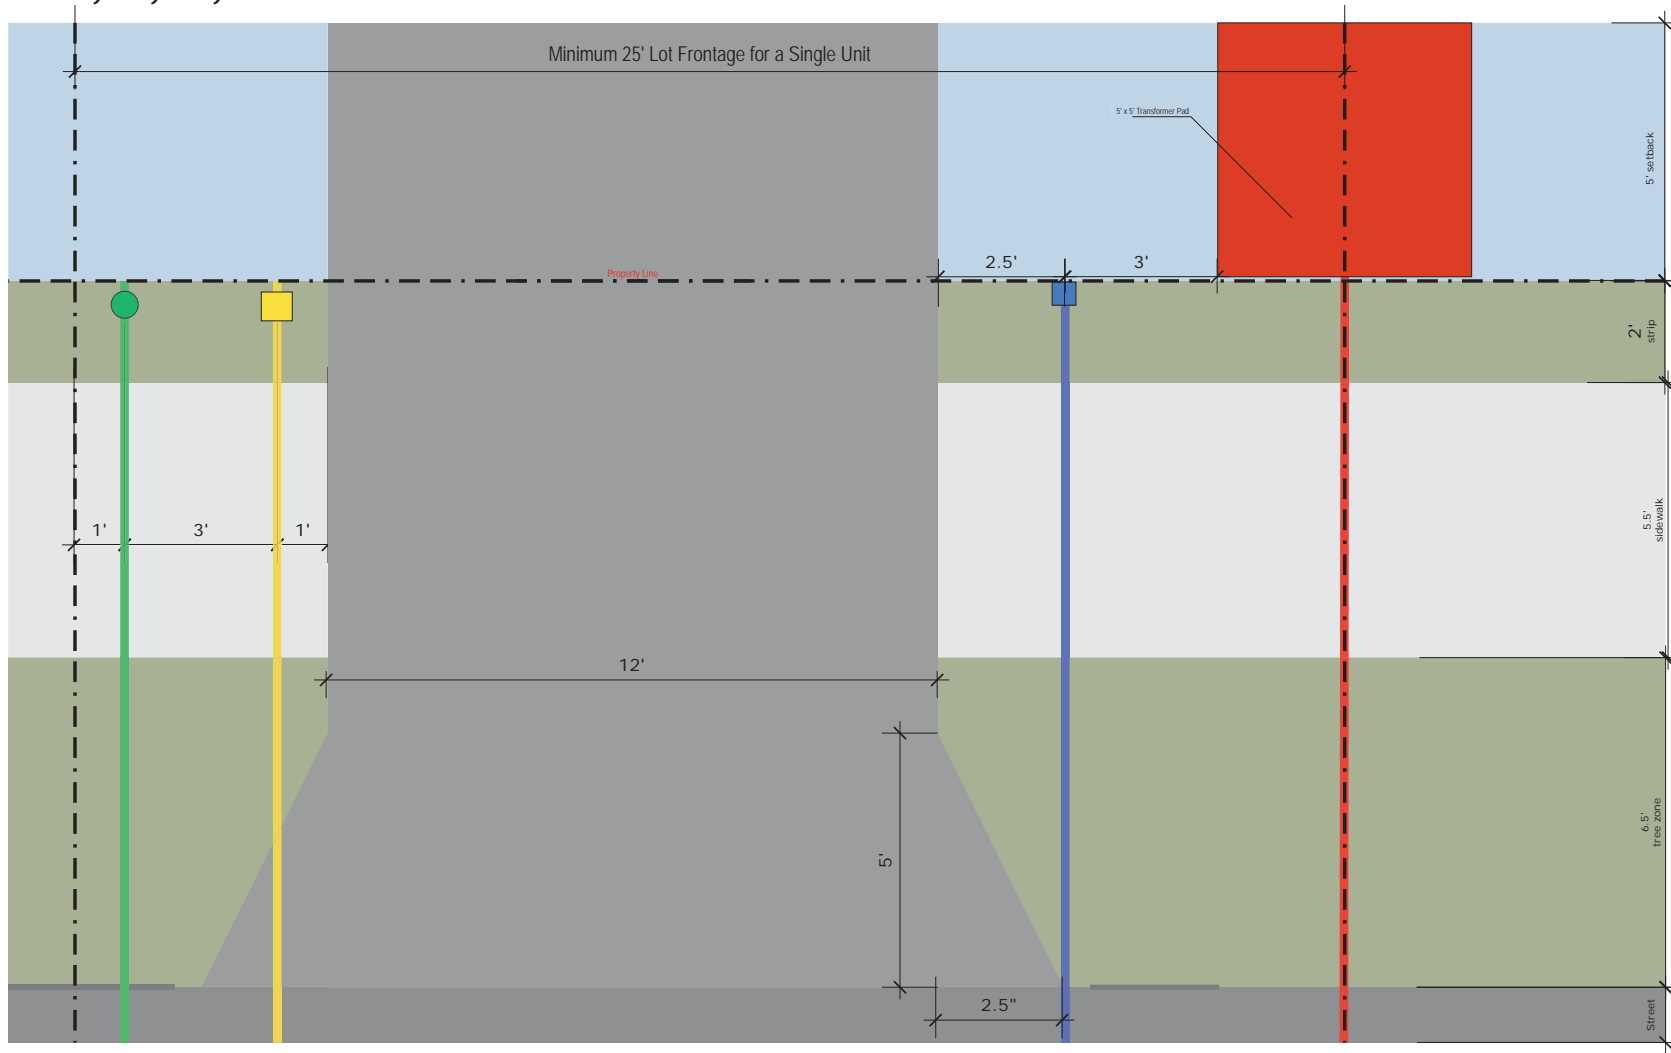 Minimum 25' Lot Frontage for a Single Unit
5' x 5' Transformer Pad
5' setback
Property Line
2.5'
3'
2'
strip
1'
3'
1'
5.5'
sidewalk
12'
5'
6.5'
tree zone
2.5"
Street